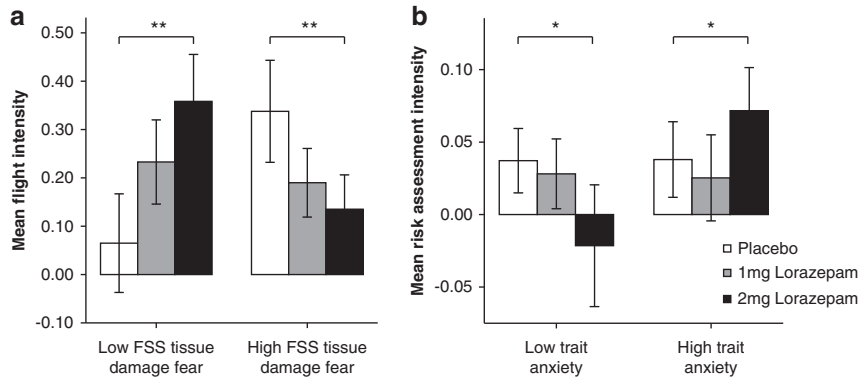 a
** **
0.50
0.40
0.30
0.20
0.10
0.00
-0.10
Mean flight intensity
Low FSS tissue
damage fear
High FSS tissue
damage fear
b
* *
0.10
0.05
0.00
-0.05
Mean risk assessment intensity
Placebo
1mg Lorazepam
2mg Lorazepam
Low trait
anxiety
High trait
anxiety